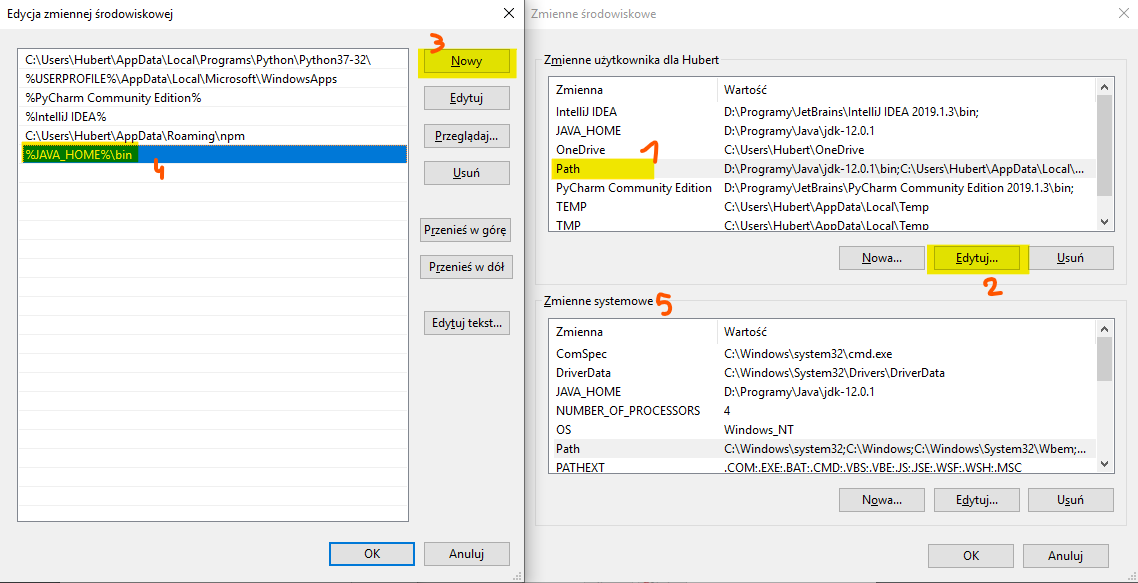 Edycja zmiennej środowiskowej
C:\Users\Hubert\AppData\Local\Programs\Python\Python37-32\
%USERPROFILE%\AppData\Local\Microsoft\WindowsApps
%PyCharm Community Edition%
%IntelliJ IDEA%
C:\Users\Hubert\AppData\Roaming\npm
%JAVA_HOME%\bin
4
3
Nowy
Edytuj
Przeglądaj...
Usuń
Przenieś w górę
Przenieś w dół
Edytuj tekst...
OK Anuluj
Zmienne środowiskowe
Zmienne użytkownika dla Hubert
Zmienna Wartość
IntelliJ IDEA D:\Programy\JetBrains\IntelliJ IDEA 2019.1.3\bin;
JAVA_HOME D:\Programy\Java\jdk-12.0.1
OneDrive C:\Users\Hubert\OneDrive
1
Path D:\Programy\Java\jdk-12.0.1\bin;C:\Users\Hubert\AppData\Local\...
PyCharm Community Edition D:\Programy\JetBrains\PyCharm Community Edition 2019.1.3\bin;
TEMP C:\Users\Hubert\AppData\Local\Temp
TMP C:\Users\Hubert\AppData\Local\Temp
Nowa... Edytuj... Usuń
2
Zmienne systemowe 5
Zmienna Wartość
ComSpec C:\Windows\system32\cmd.exe
DriverData C:\Windows\System32\Drivers\DriverData
JAVA_HOME D:\Programy\Java\jdk-12.0.1
NUMBER_OF_PROCESSORS 4
OS Windows_NT
Path C:\Windows\system32;C:\Windows;C:\Windows\System32\Wbem;...
PATHEXT .COM;.EXE;.BAT;.CMD;.VBS;.VBE;.JS;.JSE;.WSF;.WSH;.MSC
Nowa... Edytuj... Usuń
OK Anuluj